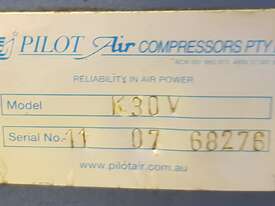 PILOT Air COMPRESSORS PTY
RELIABILITY IN AIR POWER
Model K30V
Serial No. 11 07 68276
www.pilotair.com.au